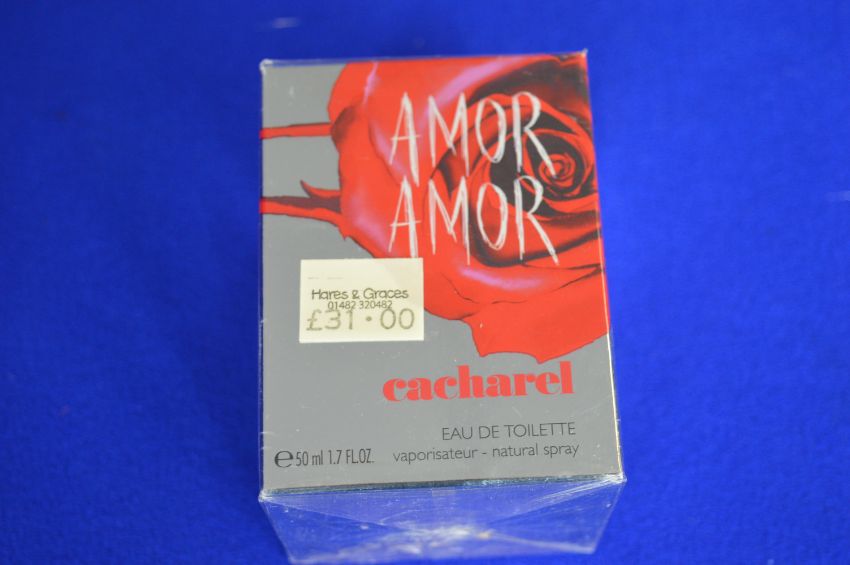 AMOR
AMOR
Hares & Graces
01482 320482
£31.00
cacharel
EAU DE TOILETTE
℮50 ml 1.7 FL.OZ. vaporisateur - natural spray